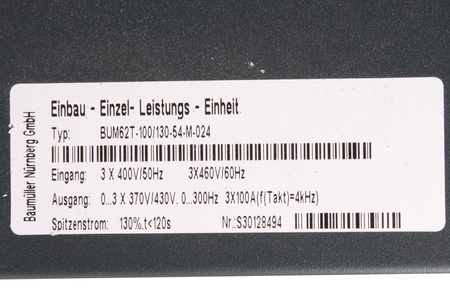 Baumüller Nürnberg GmbH
Einbau - Einzel- Leistungs - Einheit
Typ: BUM62T-100/130-54-M-024
Eingang: 3 X 400V/50Hz 3X460V/60Hz
Ausgang: 0...3 X 370V/430V, 0...300Hz 3X100A(f(Takt)=4kHz)
Spitzenstrom: 130%,t<120s Nr.:S30128494